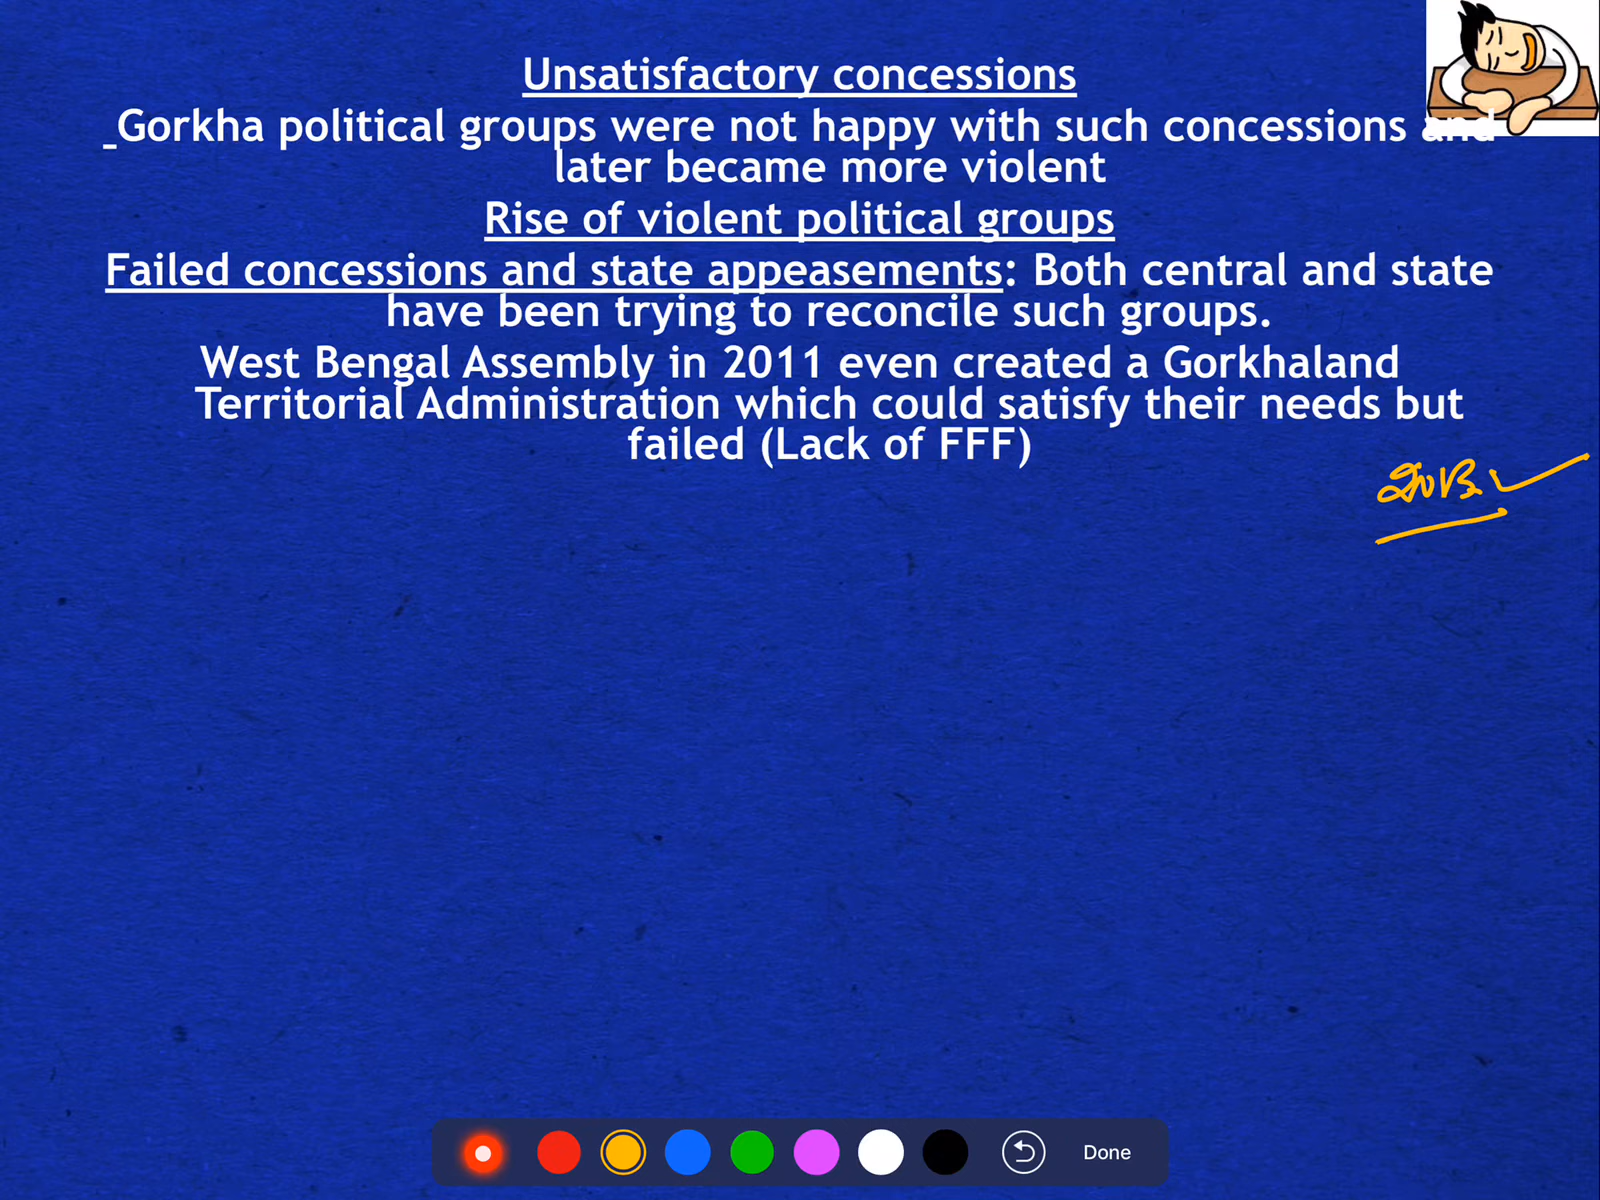 Unsatisfactory concessions
Gorkha political groups were not happy with such concessions and
later became more violent
Rise of violent political groups
Failed concessions and state appeasements: Both central and state
have been trying to reconcile such groups.
West Bengal Assembly in 2011 even created a Gorkhaland
Territorial Administration which could satisfy their needs but
failed (Lack of FFF)
Done